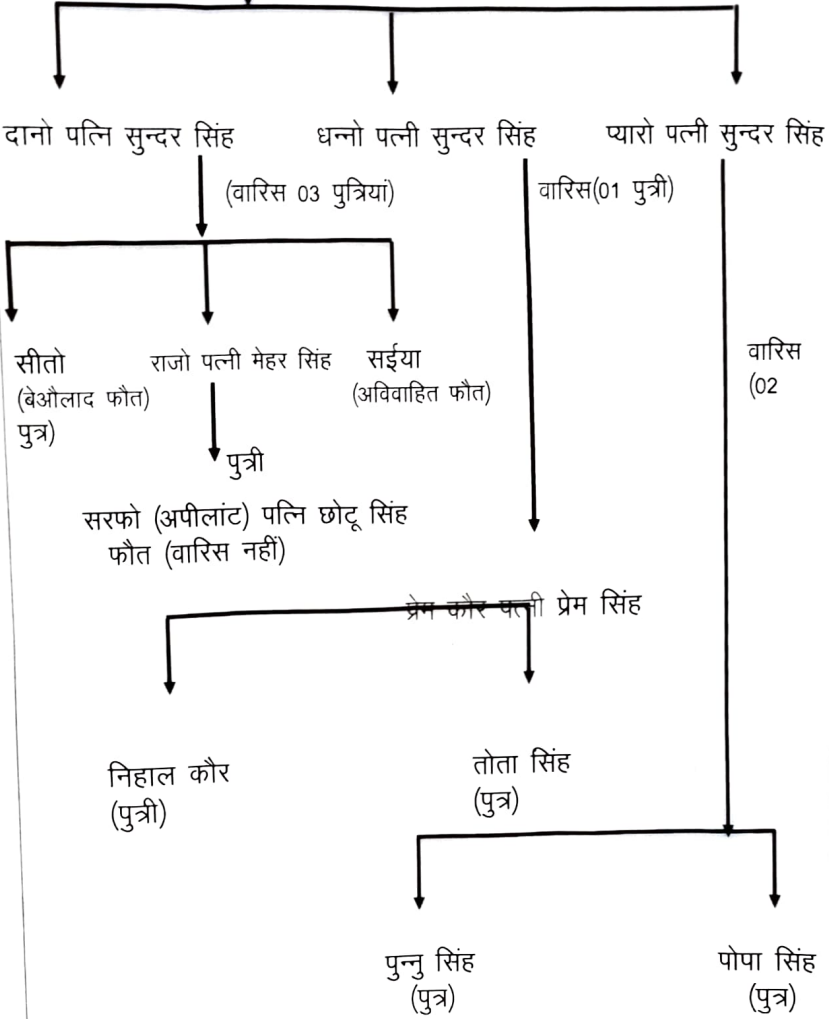 दानो पत्नि सुन्दर सिंह
धन्नो पत्नी सुन्दर सिंह
प्यारो पत्नी सुन्दर सिंह
(वारिस 03 पुत्रियां)
वारिस(01 पुत्री)
सीतो
(बेऔलाद फौत)
पुत्र)
राजो पत्नी मेहर सिंह
सईया
(अविवाहित फौत)
वारिस
(02
पुत्री
सरफो (अपीलांट) पत्नि छोटू सिंह
फौत (वारिस नहीं)
प्रेम कौर पत्नी प्रेम सिंह
निहाल कौर
(पुत्री)
तोता सिंह
(पुत्र)
पुन्नु सिंह
(पुत्र)
पोपा सिंह
(पुत्र)